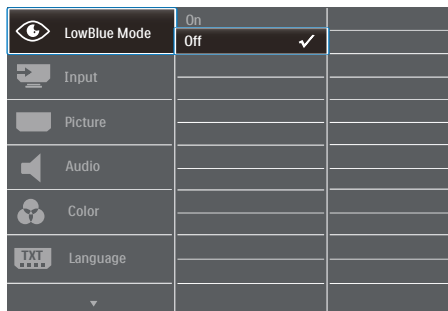 LowBlue Mode
On
Off
Input
Picture
Audio
Color
TXT
Language